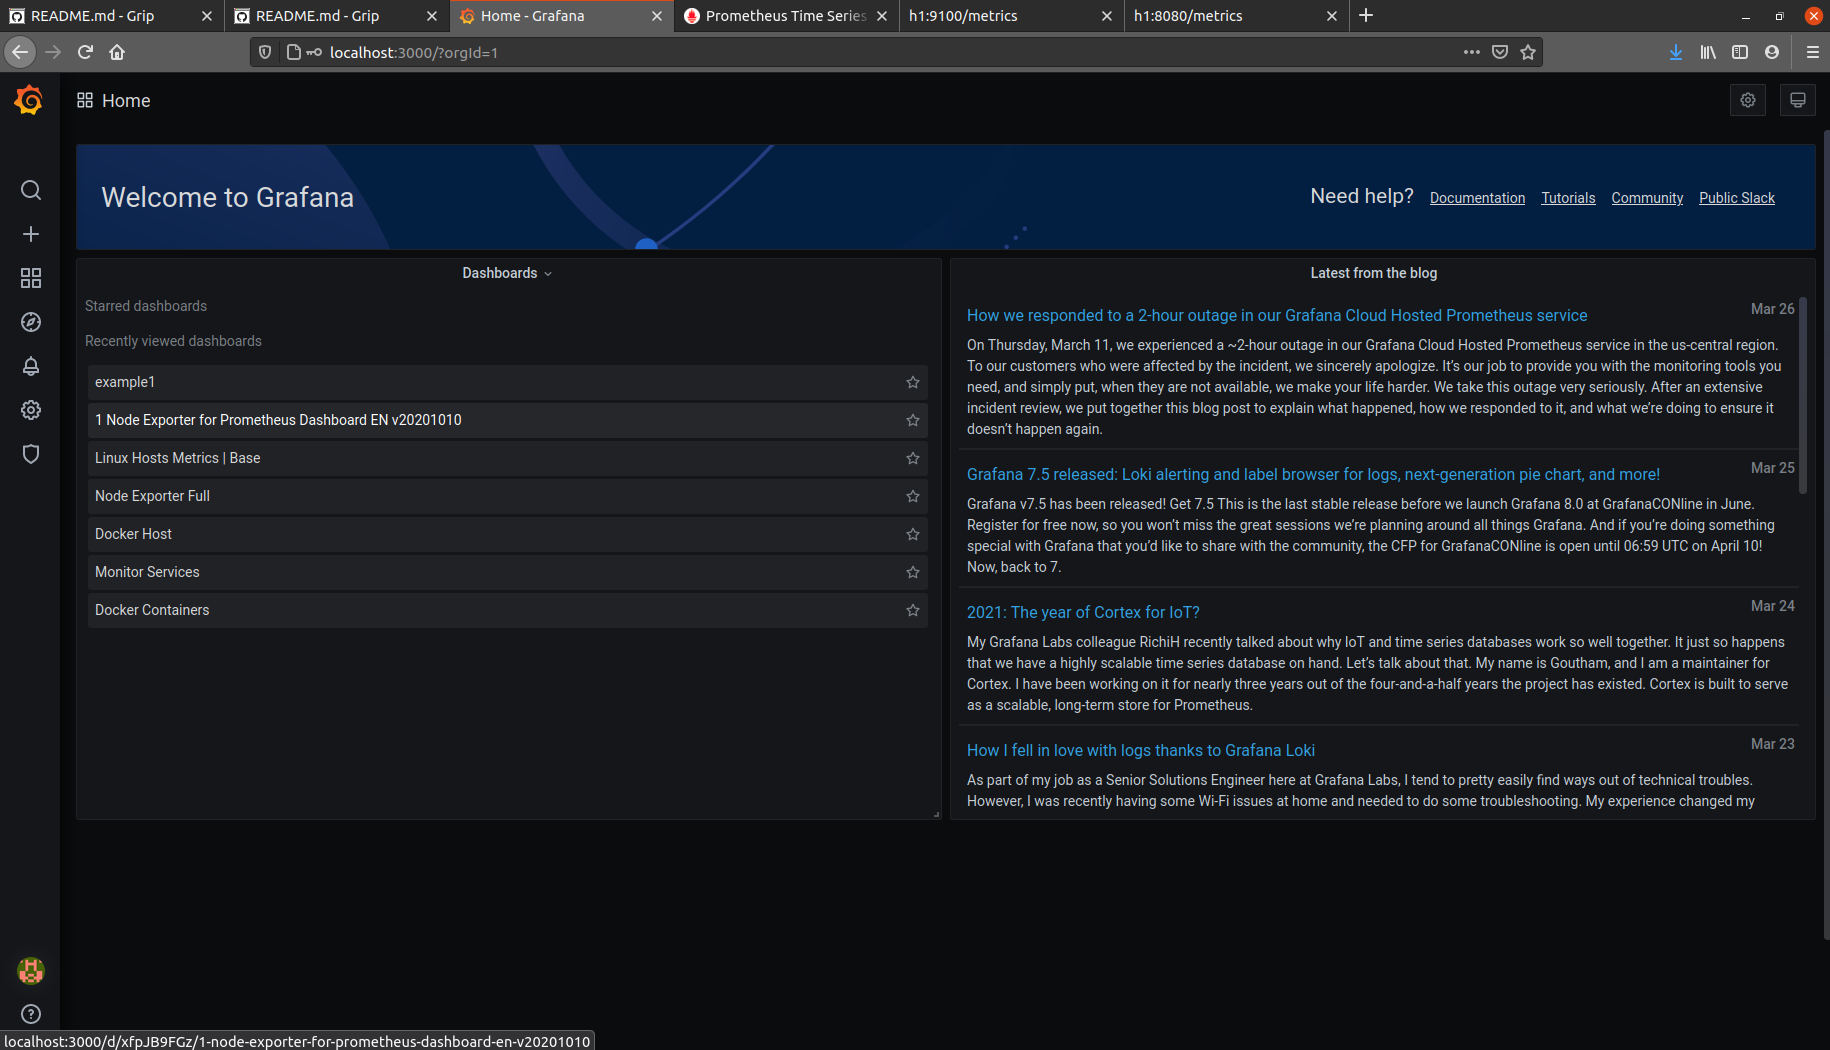 README.md - Grip
README.md - Grip
Home - Grafana
Prometheus Time Series
h1:9100/metrics
h1:8080/metrics
localhost:3000/?orgId=1
Home
Welcome to Grafana
Need help? Documentation Tutorials Community Public Slack
Dashboards
Starred dashboards
Recently viewed dashboards
example1
1 Node Exporter for Prometheus Dashboard EN v20201010
Linux Hosts Metrics | Base
Node Exporter Full
Docker Host
Monitor Services
Docker Containers
Latest from the blog
Mar 26
How we responded to a 2-hour outage in our Grafana Cloud Hosted Prometheus service
On Thursday, March 11, we experienced a ~2-hour outage in our Grafana Cloud Hosted Prometheus service in the us-central region.
To our customers who were affected by the incident, we sincerely apologize. It's our job to provide you with the monitoring tools you
need, and simply put, when they are not available, we make your life harder. We take this outage very seriously. After an extensive
incident review, we put together this blog post to explain what happened, how we responded to it, and what we're doing to ensure it
doesn't happen again.
Mar 25
Grafana 7.5 released: Loki alerting and label browser for logs, next-generation pie chart, and more!
Grafana v7.5 has been released! Get 7.5 This is the last stable release before we launch Grafana 8.0 at GrafanaCONline in June.
Register for free now, so you won't miss the great sessions we're planning around all things Grafana. And if you're doing something
special with Grafana that you'd like to share with the community, the CFP for GrafanaCONline is open until 06:59 UTC on April 10!
Now, back to 7.
Mar 24
2021: The year of Cortex for IoT?
My Grafana Labs colleague RichiH recently talked about why IoT and time series databases work so well together. It just so happens
that we have a highly scalable time series database on hand. Let's talk about that. My name is Goutham, and I am a maintainer for
Cortex. I have been working on it for nearly three years out of the four-and-a-half years the project has existed. Cortex is built to serve
as a scalable, long-term store for Prometheus.
Mar 23
How I fell in love with logs thanks to Grafana Loki
As part of my job as a Senior Solutions Engineer here at Grafana Labs, I tend to pretty easily find ways out of technical troubles.
However, I was recently having some Wi-Fi issues at home and needed to do some troubleshooting. My experience changed my
localhost:3000/d/xfpJB9FGz/1-node-exporter-for-prometheus-dashboard-en-v20201010